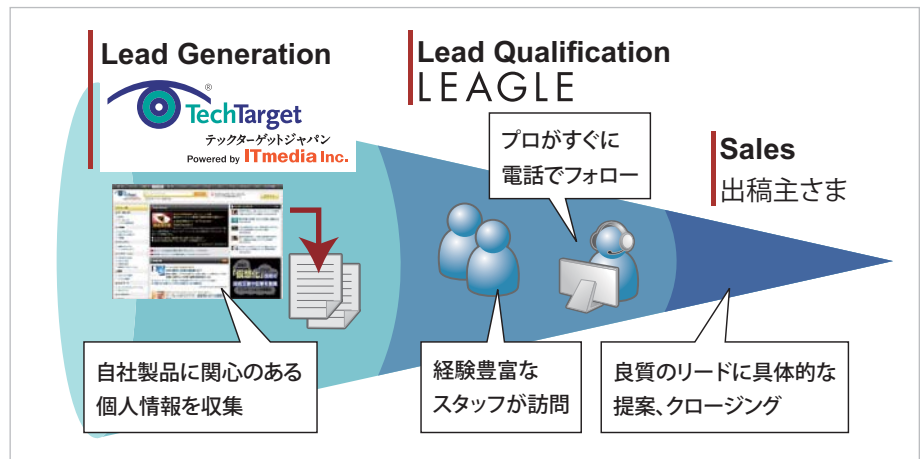 Lead Generation
TechTarget
®
テックターゲットジャパン
Powered by ITmedia Inc.
Lead Qualification
LEAGLE
プロがすぐに
電話でフォロー
Sales
出稿主さま
自社製品に関心のある
個人情報を収集
経験豊富な
スタッフが訪問
良質のリードに具体的な
提案、クロージング